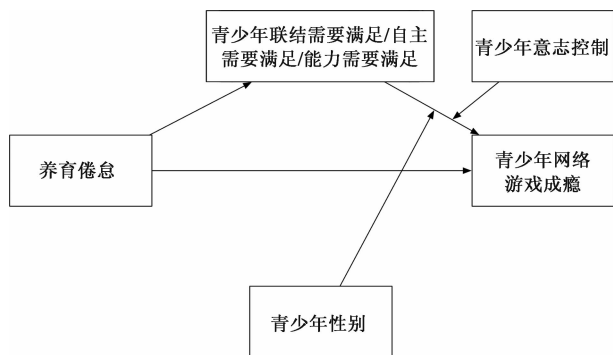 青少年联结需要满足/自主
需要满足/能力需要满足
青少年意志控制
养育倦怠
青少年网络
游戏成瘾
青少年性别